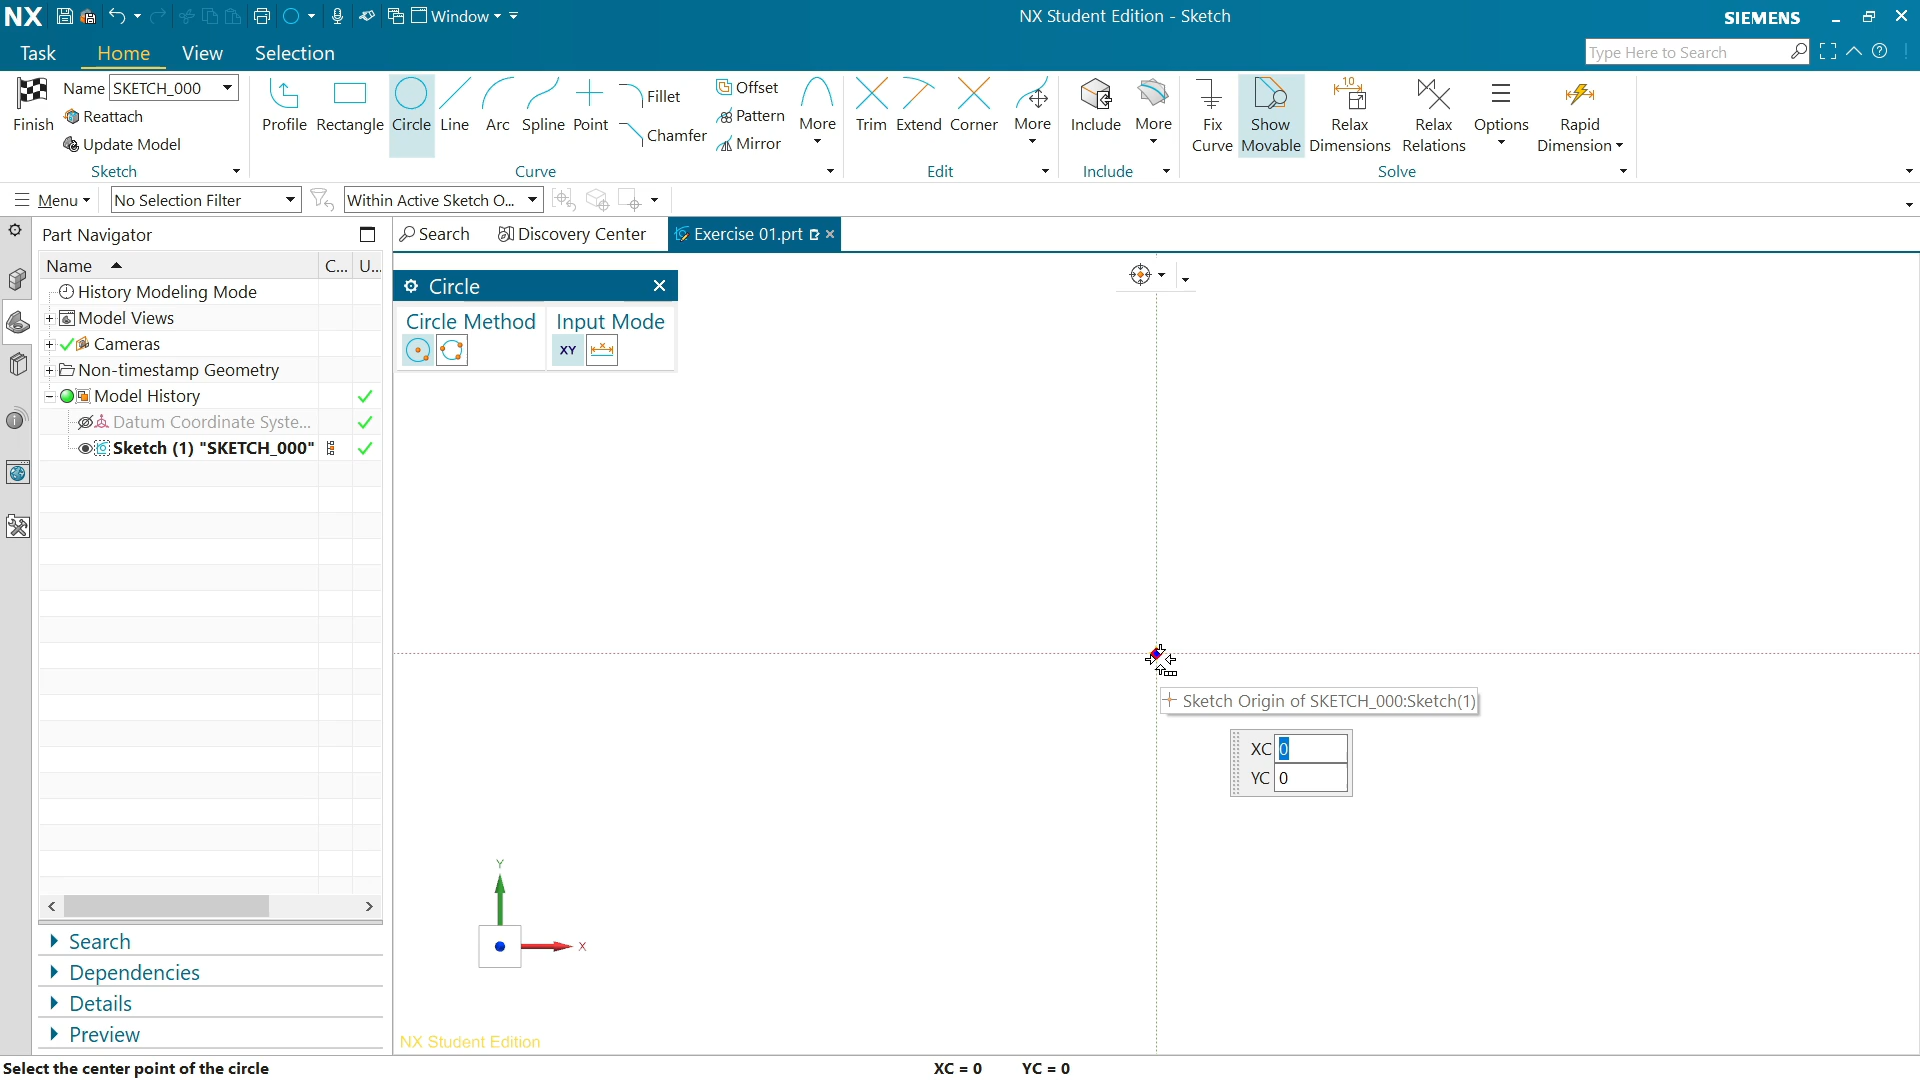 NX
Window
NX Student Edition - Sketch
SIEMENS
Task
Home
View
Selection
Type Here to Search
Finish
Name SKETCH_000
Reattach
Update Model
Sketch
Profile
Rectangle
Circle
Line
Arc
Spline
Point
Fillet
Chamfer
Offset
Pattern
Mirror
More
Curve
Trim
Extend
Corner
More
Edit
Include
More
Include
Fix
Curve
Show
Movable
1,0
Relax
Dimensions
Relax
Relations
Options
Rapid
Dimension
Solve
Menu
No Selection Filter
Within Active Sketch O...
Part Navigator
Search
Discovery Center
Exercise 01.prt
Name
C...
U...
History Modeling Mode
Model Views
Cameras
Non-timestamp Geometry
Model History
Datum Coordinate Syste...
Sketch (1) "SKETCH_000"
Circle
Circle Method
Input Mode
XY
Sketch Origin of SKETCH_000:Sketch(1)
XC 0
YC 0
Y
X
Search
Dependencies
Details
Preview
NX Student Edition
Select the center point of the circle
XC = 0
YC = 0